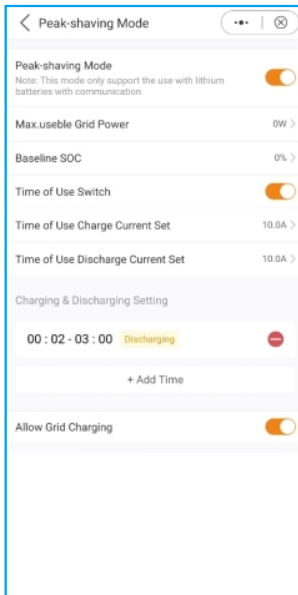 Peak-shaving Mode
Peak-shaving Mode
Note: This mode only support the use with lithium
batteries with communication
Max.useble Grid Power 0W
Baseline SOC 0%
Time of Use Switch
Time of Use Charge Current Set 10.0A
Time of Use Discharge Current Set 10.0A
Charging & Discharging Setting
00 : 02 - 03 : 00 Discharging
+ Add Time
Allow Grid Charging